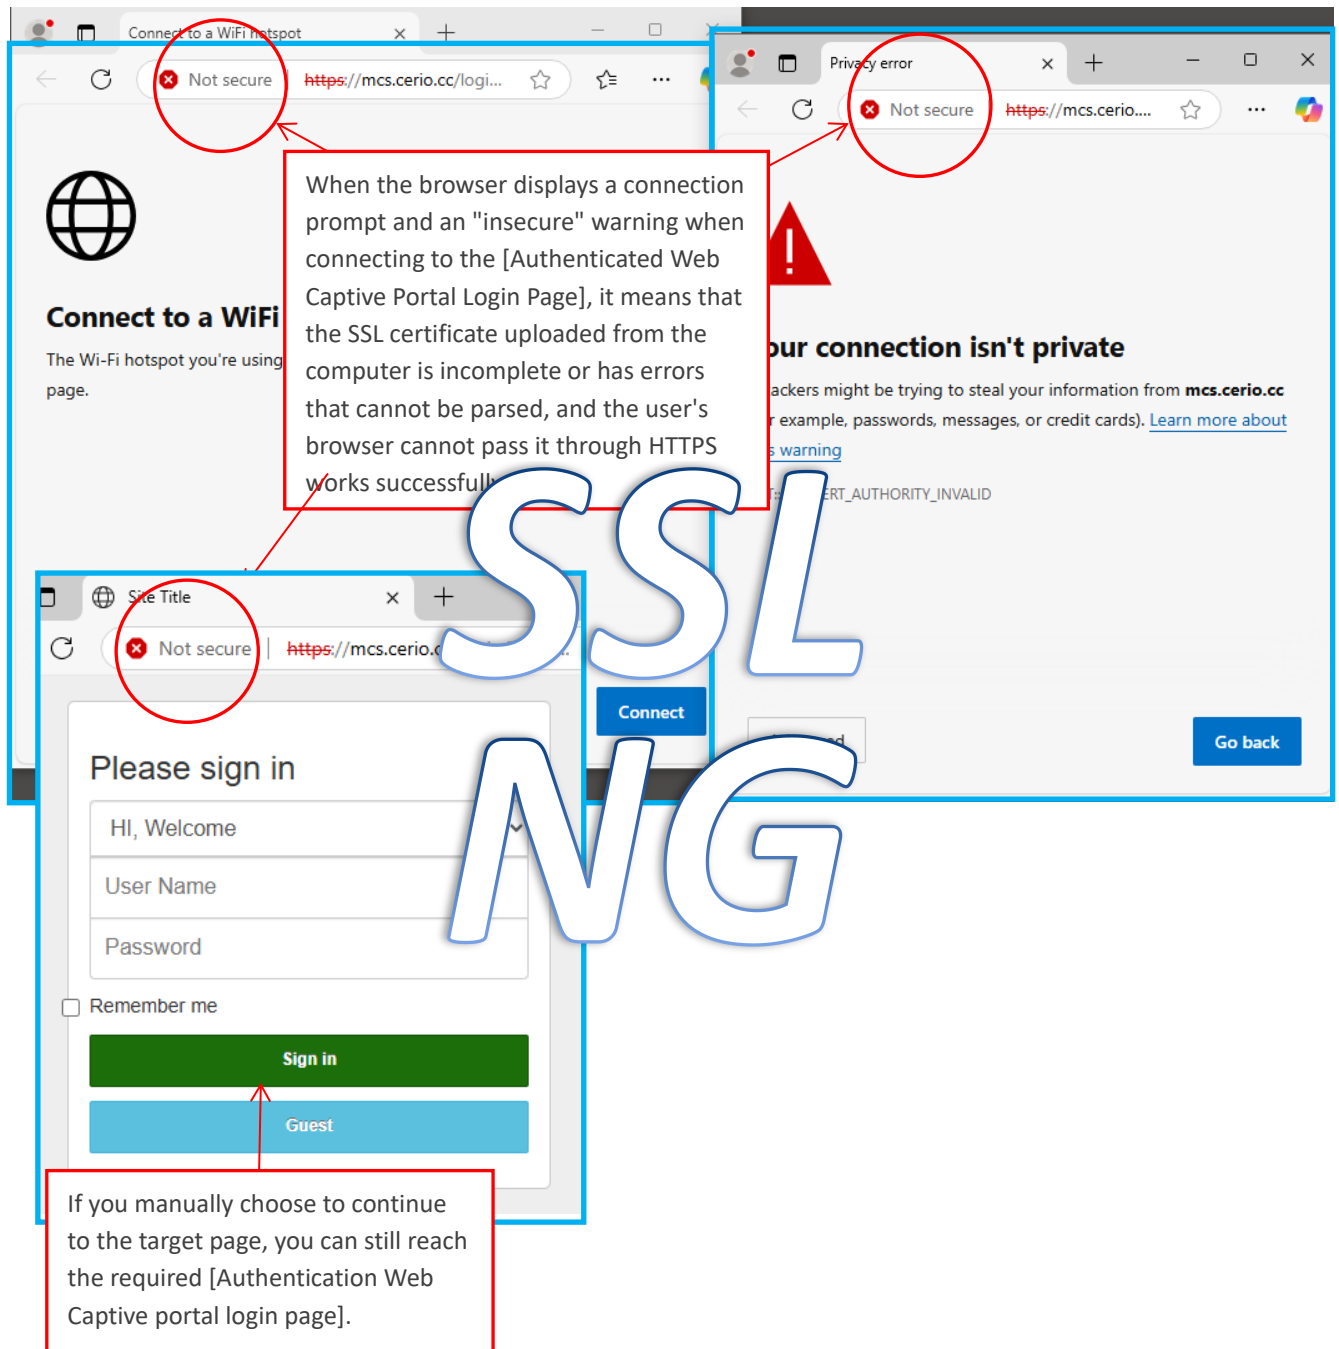 Connect to a WiFi hotspot
Not secure
https://mcs.cerio.cc/logi...
Connect to a WiFi
The Wi-Fi hotspot you're using
page.
Connect
Privacy error
Not secure
https://mcs.cerio....
our connection isn't private
ackers might be trying to steal your information from mcs.cerio.cc
r example, passwords, messages, or credit cards). Learn more about
s warning
ERT_AUTHORITY_INVALID
Go back
When the browser displays a connection
prompt and an "insecure" warning when
connecting to the [Authenticated Web
Captive Portal Login Page], it means that
the SSL certificate uploaded from the
computer is incomplete or has errors
that cannot be parsed, and the user's
browser cannot pass it through HTTPS
works successfully
SSL
NG
Site Title
Not secure
https://mcs.cerio.c
Please sign in
HI, Welcome
User Name
Password
Remember me
Sign in
Guest
If you manually choose to continue
to the target page, you can still reach
the required [Authentication Web
Captive portal login page].